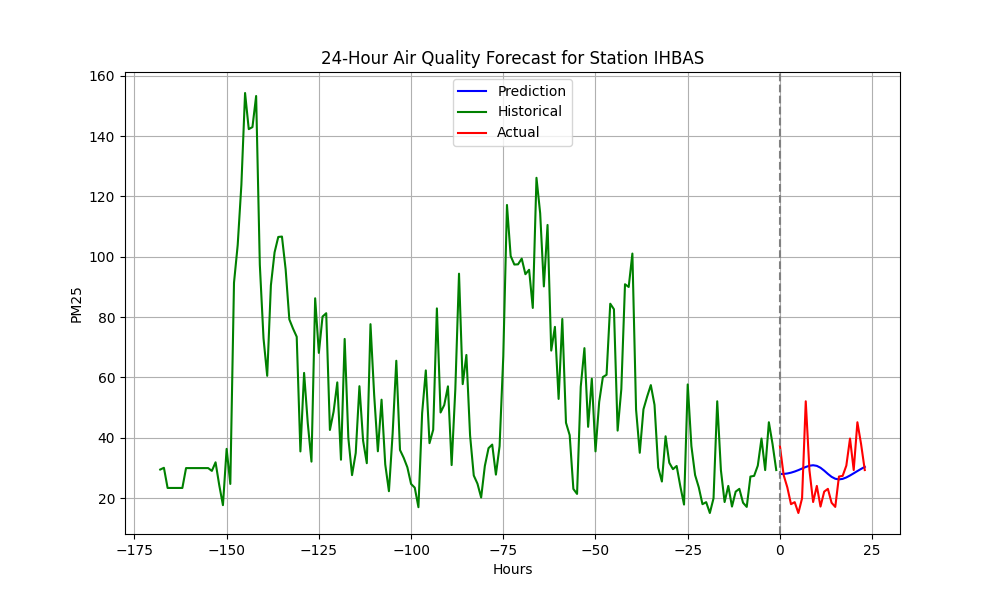 24-Hour Air Quality Forecast for Station IHBAS
Prediction
Historical
Actual
PM25
160
140
120
100
80
60
40
20
−175
−150
−125
−100
−75
−50
−25
0
25
Hours